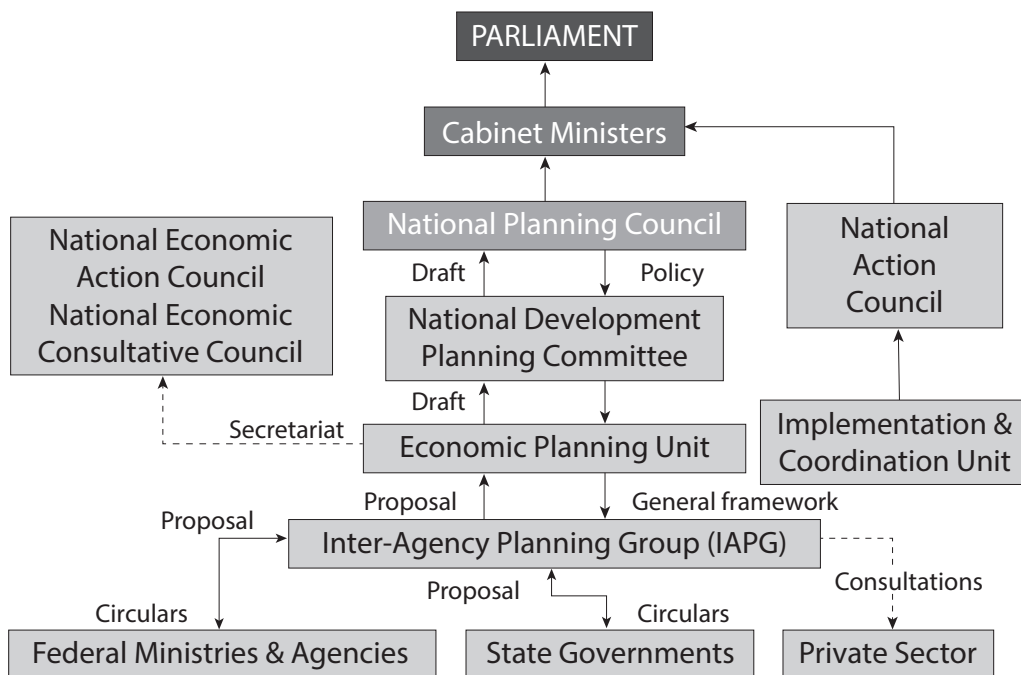 PARLIAMENT
Cabinet Ministers
National Planning Council
National Economic
Action Council
National Economic
Consultative Council
National
Action
Council
Draft
Policy
National Development
Planning Committee
Draft
Secretariat
Economic Planning Unit
Implementation &
Coordination Unit
Proposal
General framework
Proposal
Inter-Agency Planning Group (IAPG)
Proposal
Consultations
Circulars
Circulars
Federal Ministries & Agencies
State Governments
Private Sector